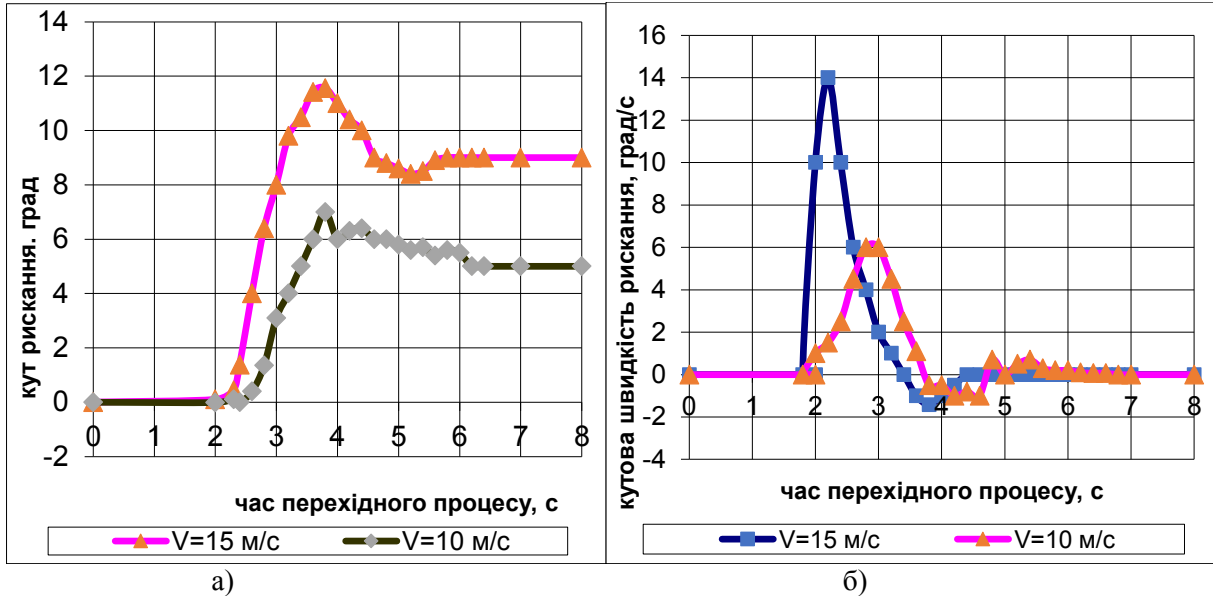 14
12
10
8
6
4
2
0
-2
0 1 2 3 4 5 6 7 8
кут рискання. град
час перехідного процесу, с
V=15 м/с V=10 м/с
а)
16
14
12
10
8
6
4
2
0
-2
-4
0 1 2 3 4 5 6 7 8
кутова швидкість рискання, град/с
час перехідного процесу, с
V=15 м/с V=10 м/с
б)